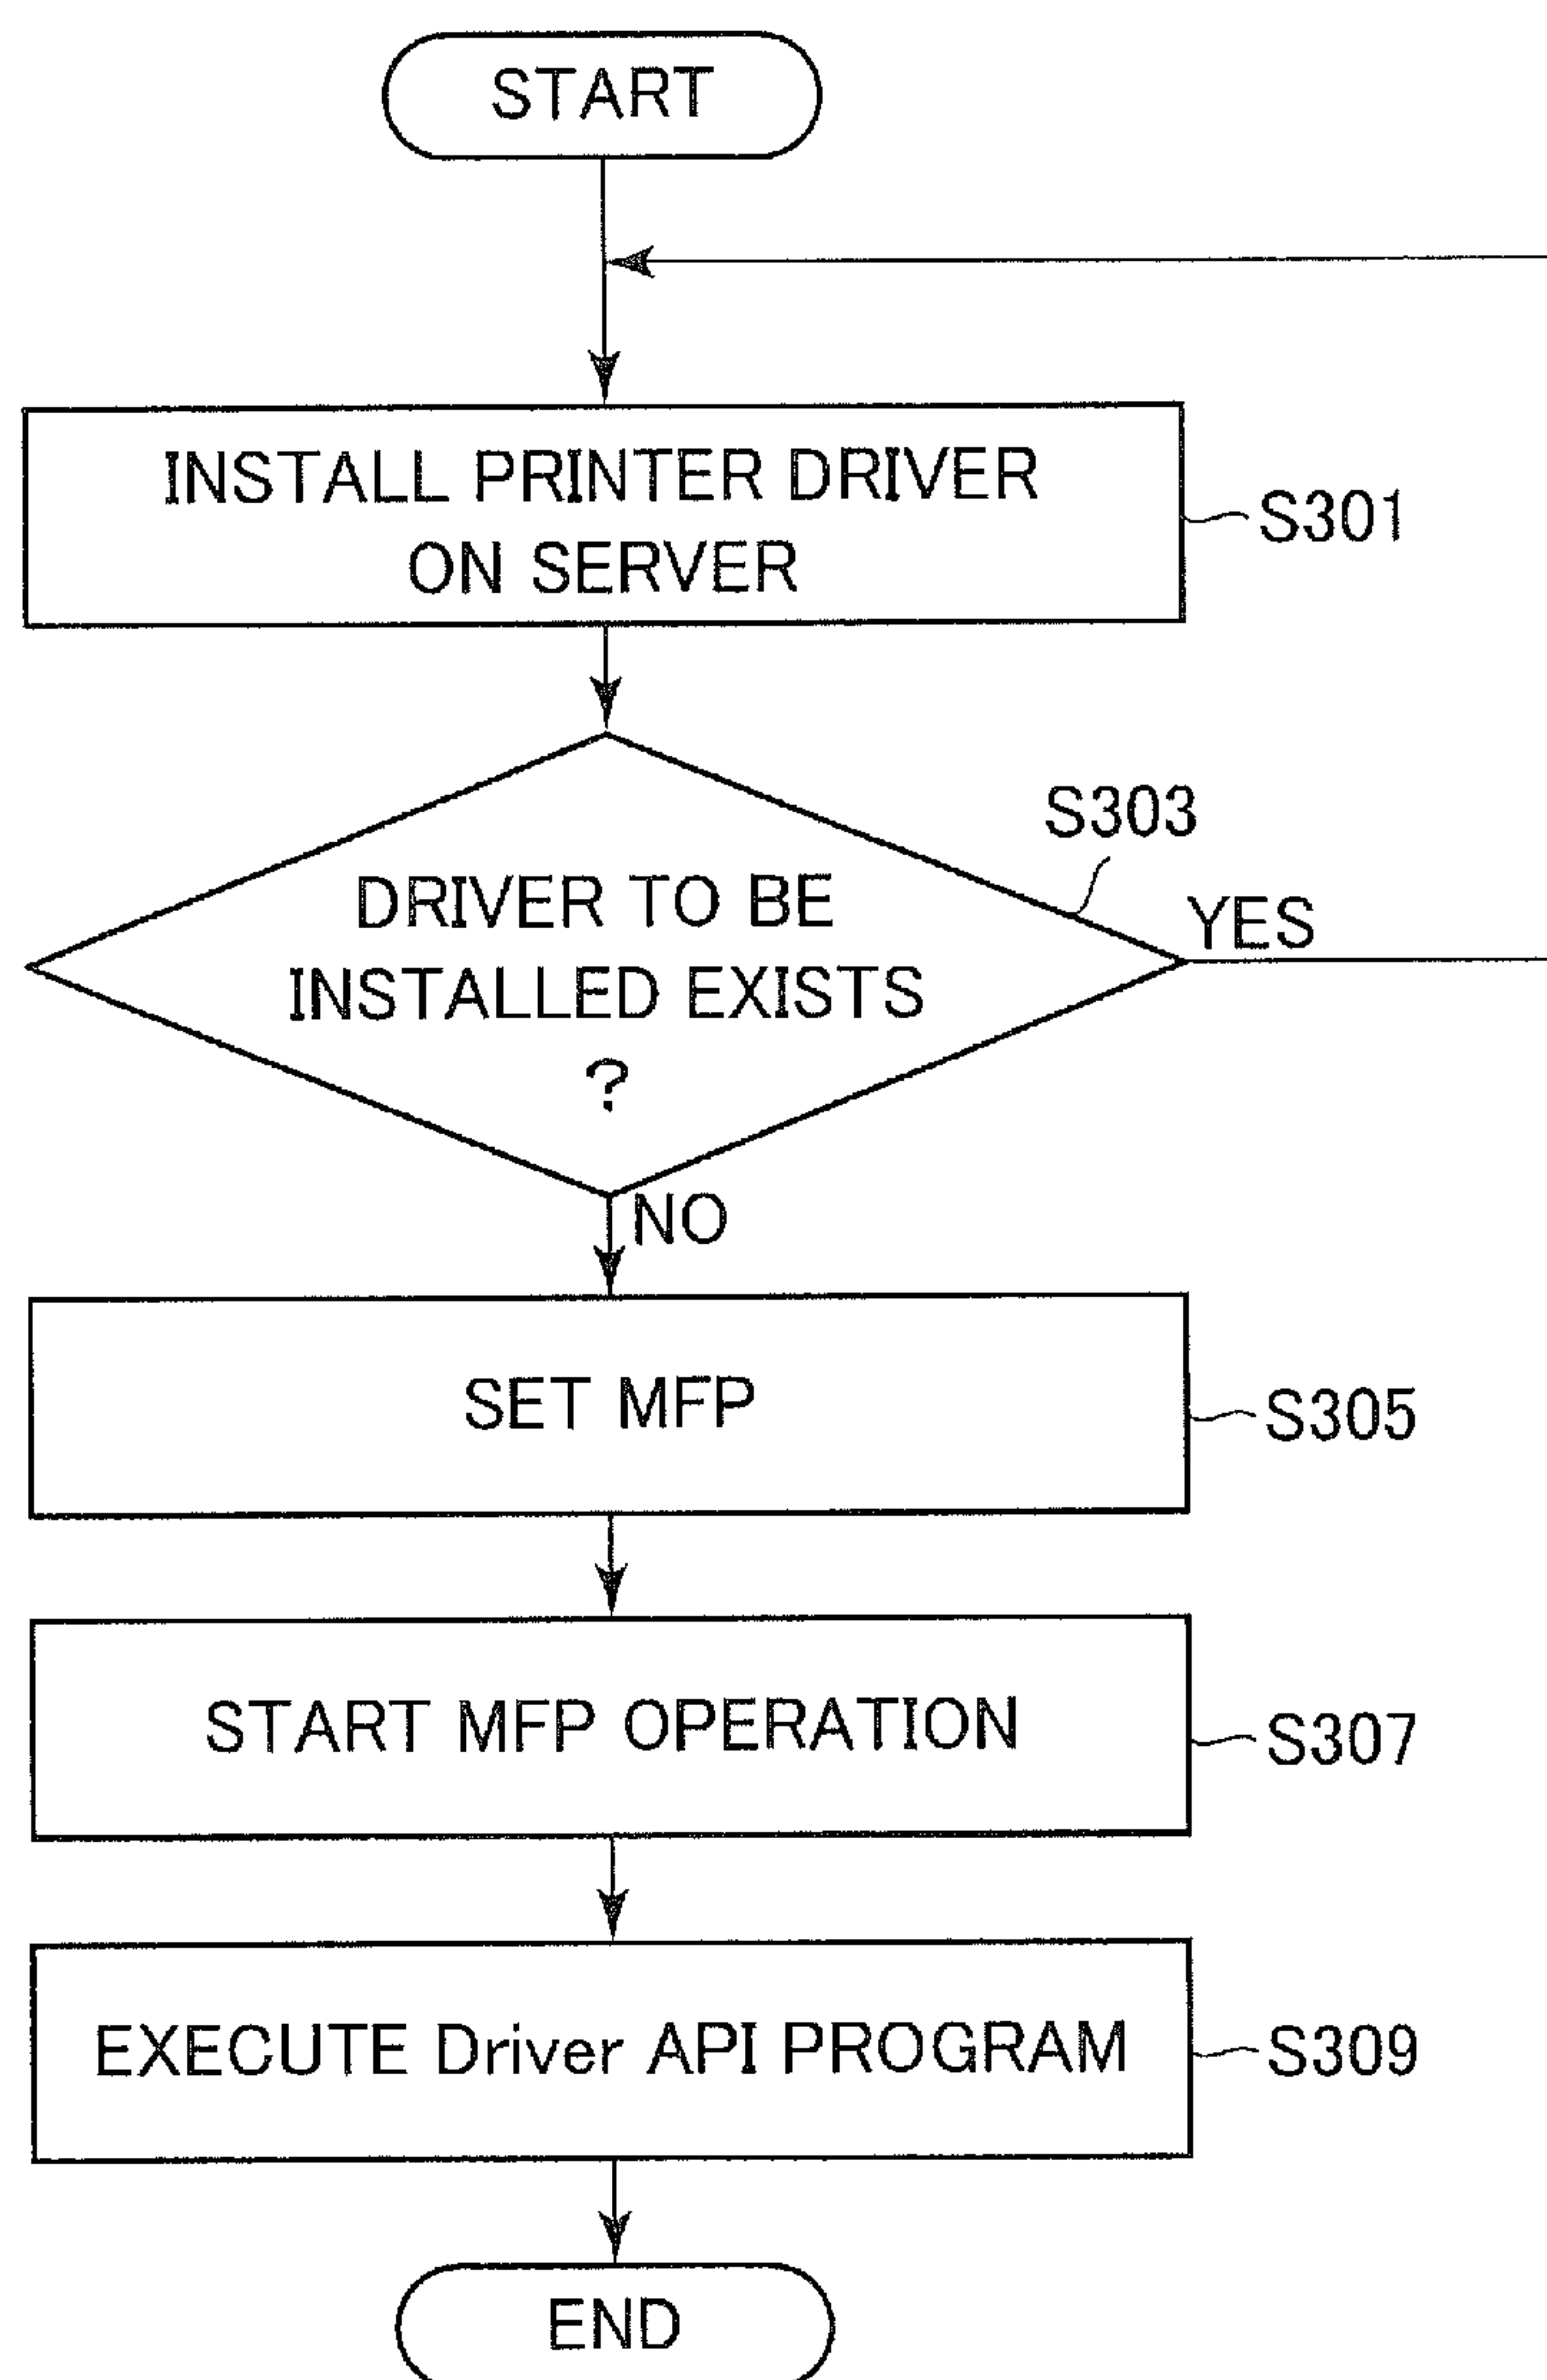 START
INSTALL PRINTER DRIVER
ON SERVER
S301
S303
DRIVER TO BE
INSTALLED EXISTS
?
YES
NO
SET MFP
S305
START MFP OPERATION
S307
EXECUTE Driver API PROGRAM
S309
END